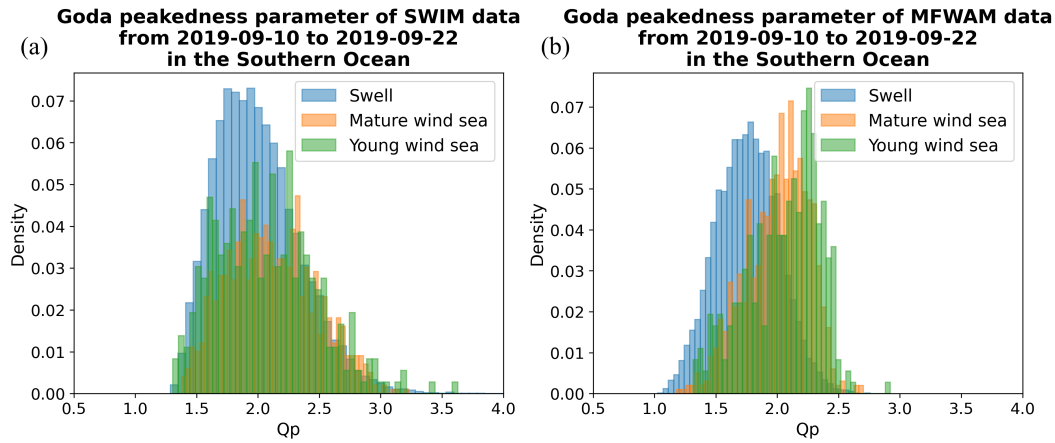 (a)
Goda peakedness parameter of SWIM data
from 2019-09-10 to 2019-09-22
in the Southern Ocean
Swell
Mature wind sea
Young wind sea
Density
0.07
0.06
0.05
0.04
0.03
0.02
0.01
0.00
0.5 1.0 1.5 2.0 2.5 3.0 3.5 4.0
Qp
(b)
Goda peakedness parameter of MFWAM data
from 2019-09-10 to 2019-09-22
in the Southern Ocean
Swell
Mature wind sea
Young wind sea
Density
0.07
0.06
0.05
0.04
0.03
0.02
0.01
0.00
0.5 1.0 1.5 2.0 2.5 3.0 3.5 4.0
Qp